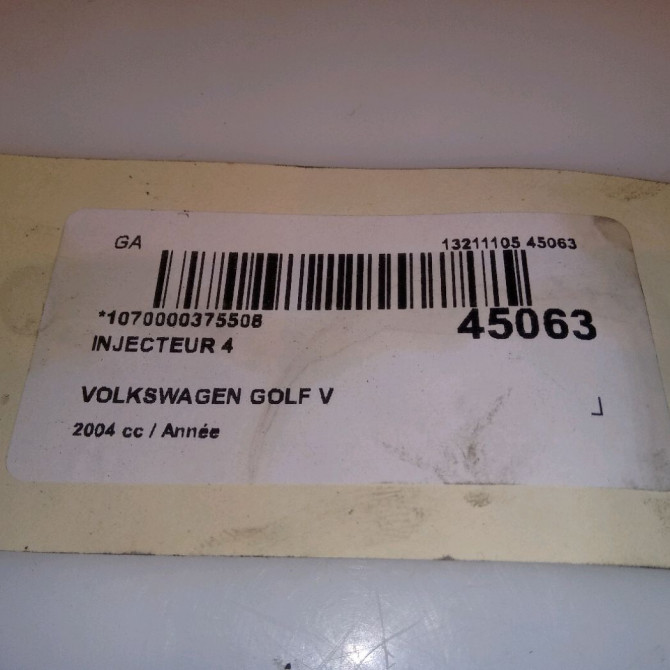 GA 13211105 45063
*1070000375508 45063
INJECTEUR 4
VOLKSWAGEN GOLF V
2004 cc / Année